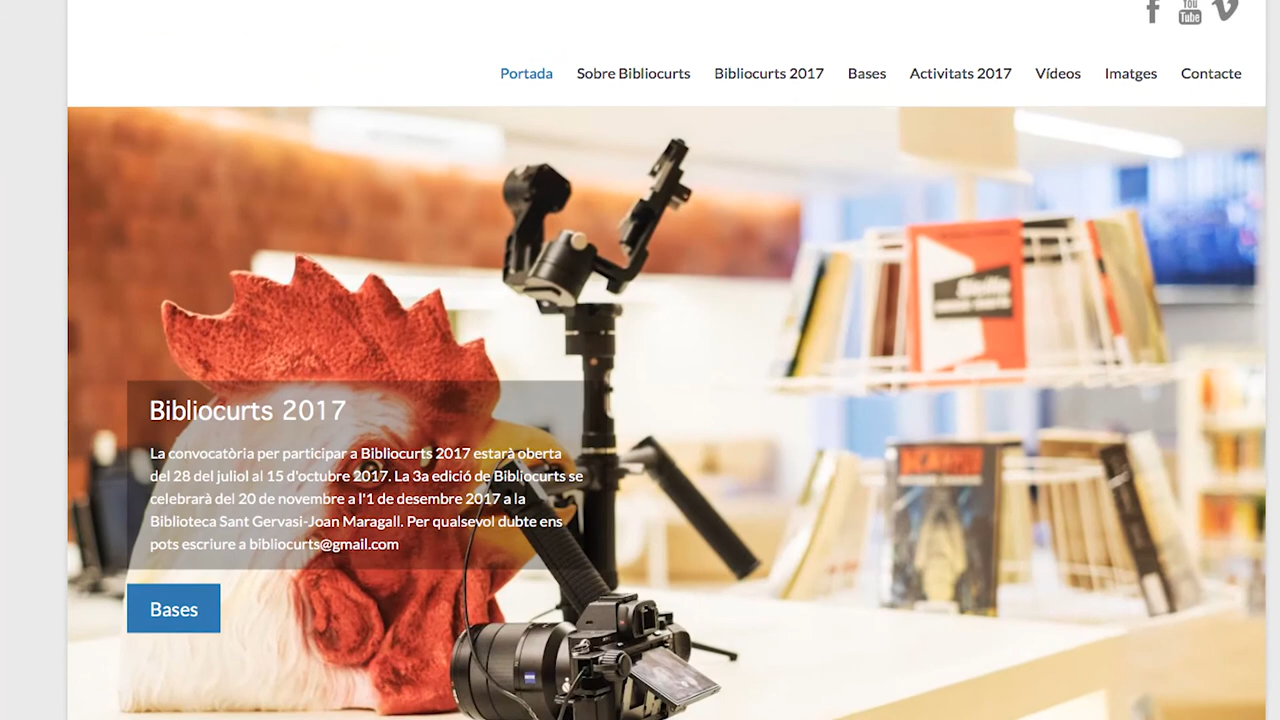 You
Tube
Portada Sobre Bibliocurts Bibliocurts 2017 Bases Activitats 2017 Vídeos Imatges Contacte
Bibliocurts 2017
La convocatòria per participar a Bibliocurts 2017 estarà oberta
del 28 del juliol al 15 d'octubre 2017. La 3a edició de Bibliocurts se
celebrarà del 20 de novembre a l'1 de desembre 2017 a la
Biblioteca Sant Gervasi-Joan Maragall. Per qualsevol dubte ens
pots escriure a bibliocurts@gmail.com
Bases